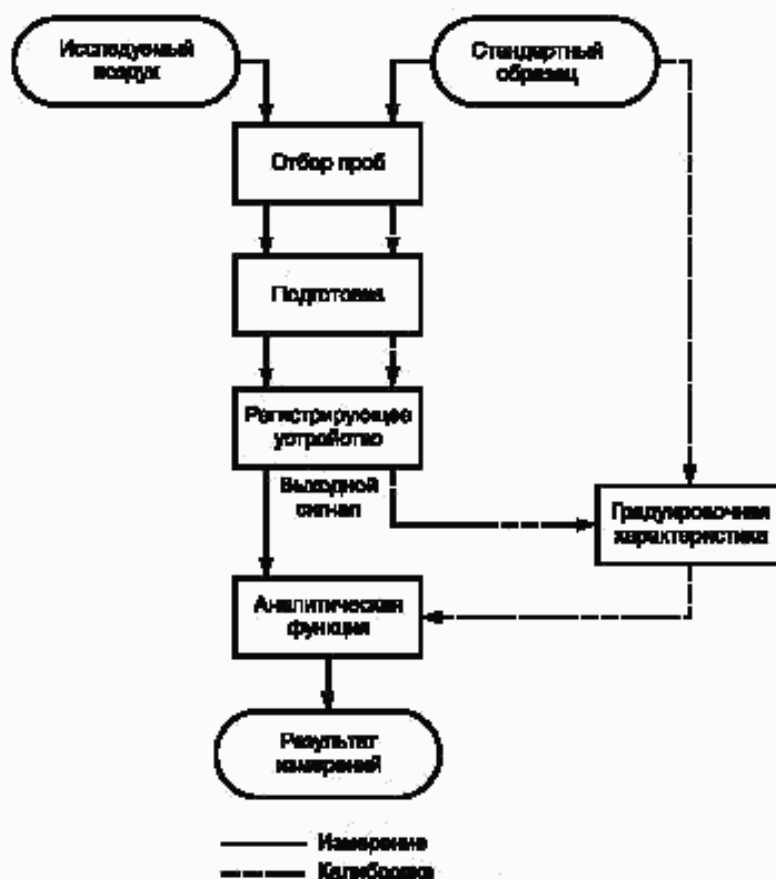 Исследуемый
воздух
Стандартный
образец
Отбор проб
Подготовка
Регистрирующее
устройство
Выходной
сигнал
Градуировочная
характеристика
Аналитическая
функция
Результат
измерений
Измерение
Калибровка